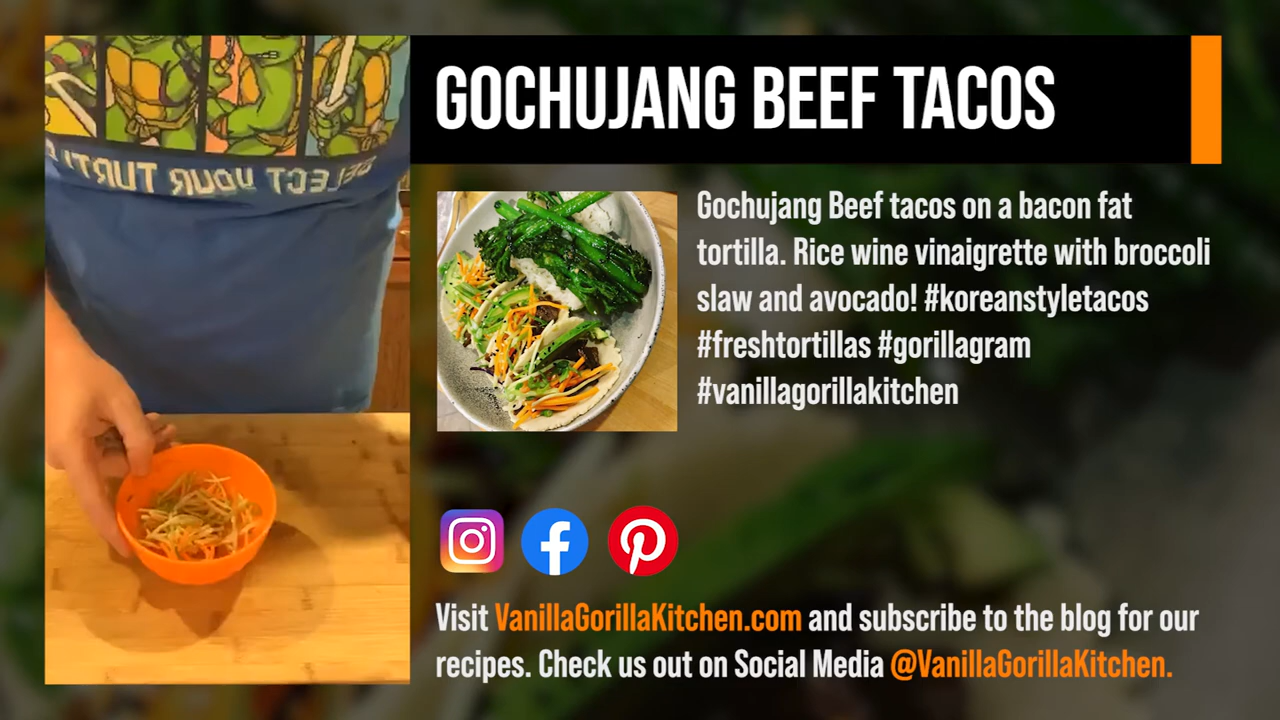 GOCHUJANG BEEF TACOS
SELECT YOUR TURT
Gochujang Beef tacos on a bacon fat
tortilla. Rice wine vinaigrette with broccoli
slaw and avocado! #koreanstyletacos
#freshtortillas #gorillagram
#vanillagorillakitchen
Visit VanillaGorillaKitchen.com and subscribe to the blog for our
recipes. Check us out on Social Media @VanillaGorillaKitchen.